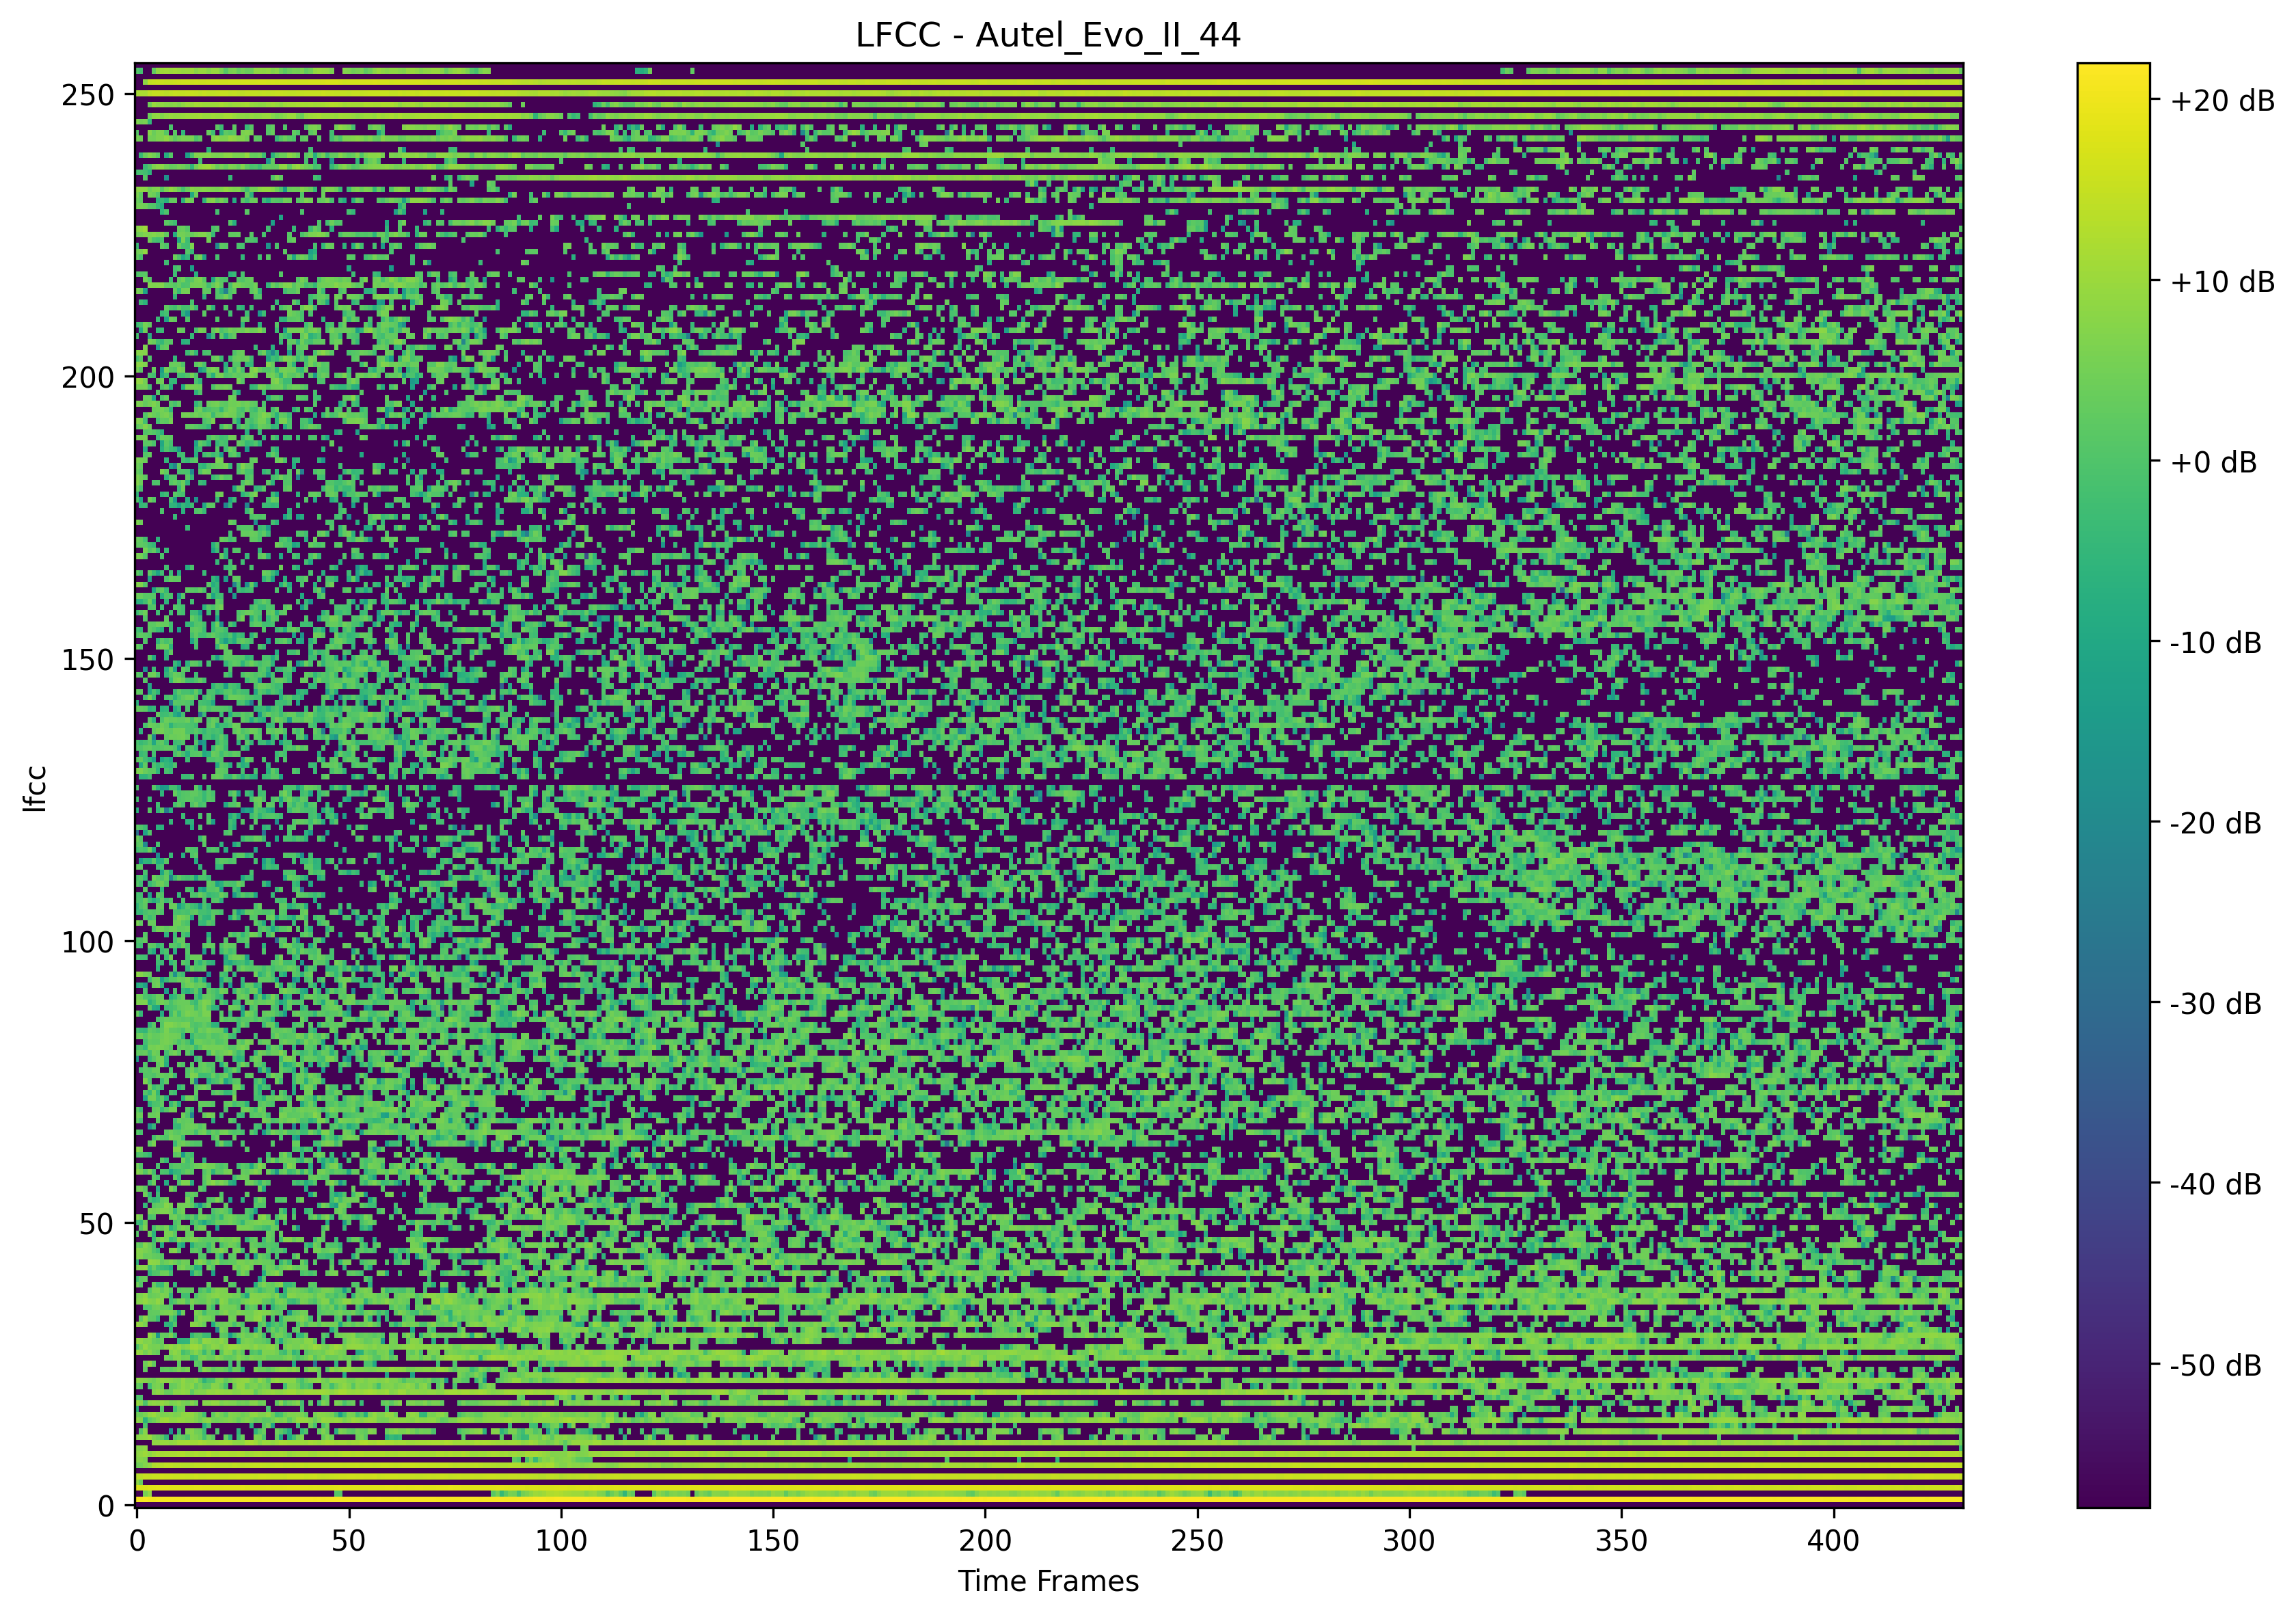 LFCC - Autel_Evo_II_44
250
200
150
100
50
0
lfcc
0 50 100 150 200 250 300 350 400
Time Frames
+20 dB
+10 dB
+0 dB
-10 dB
-20 dB
-30 dB
-40 dB
-50 dB